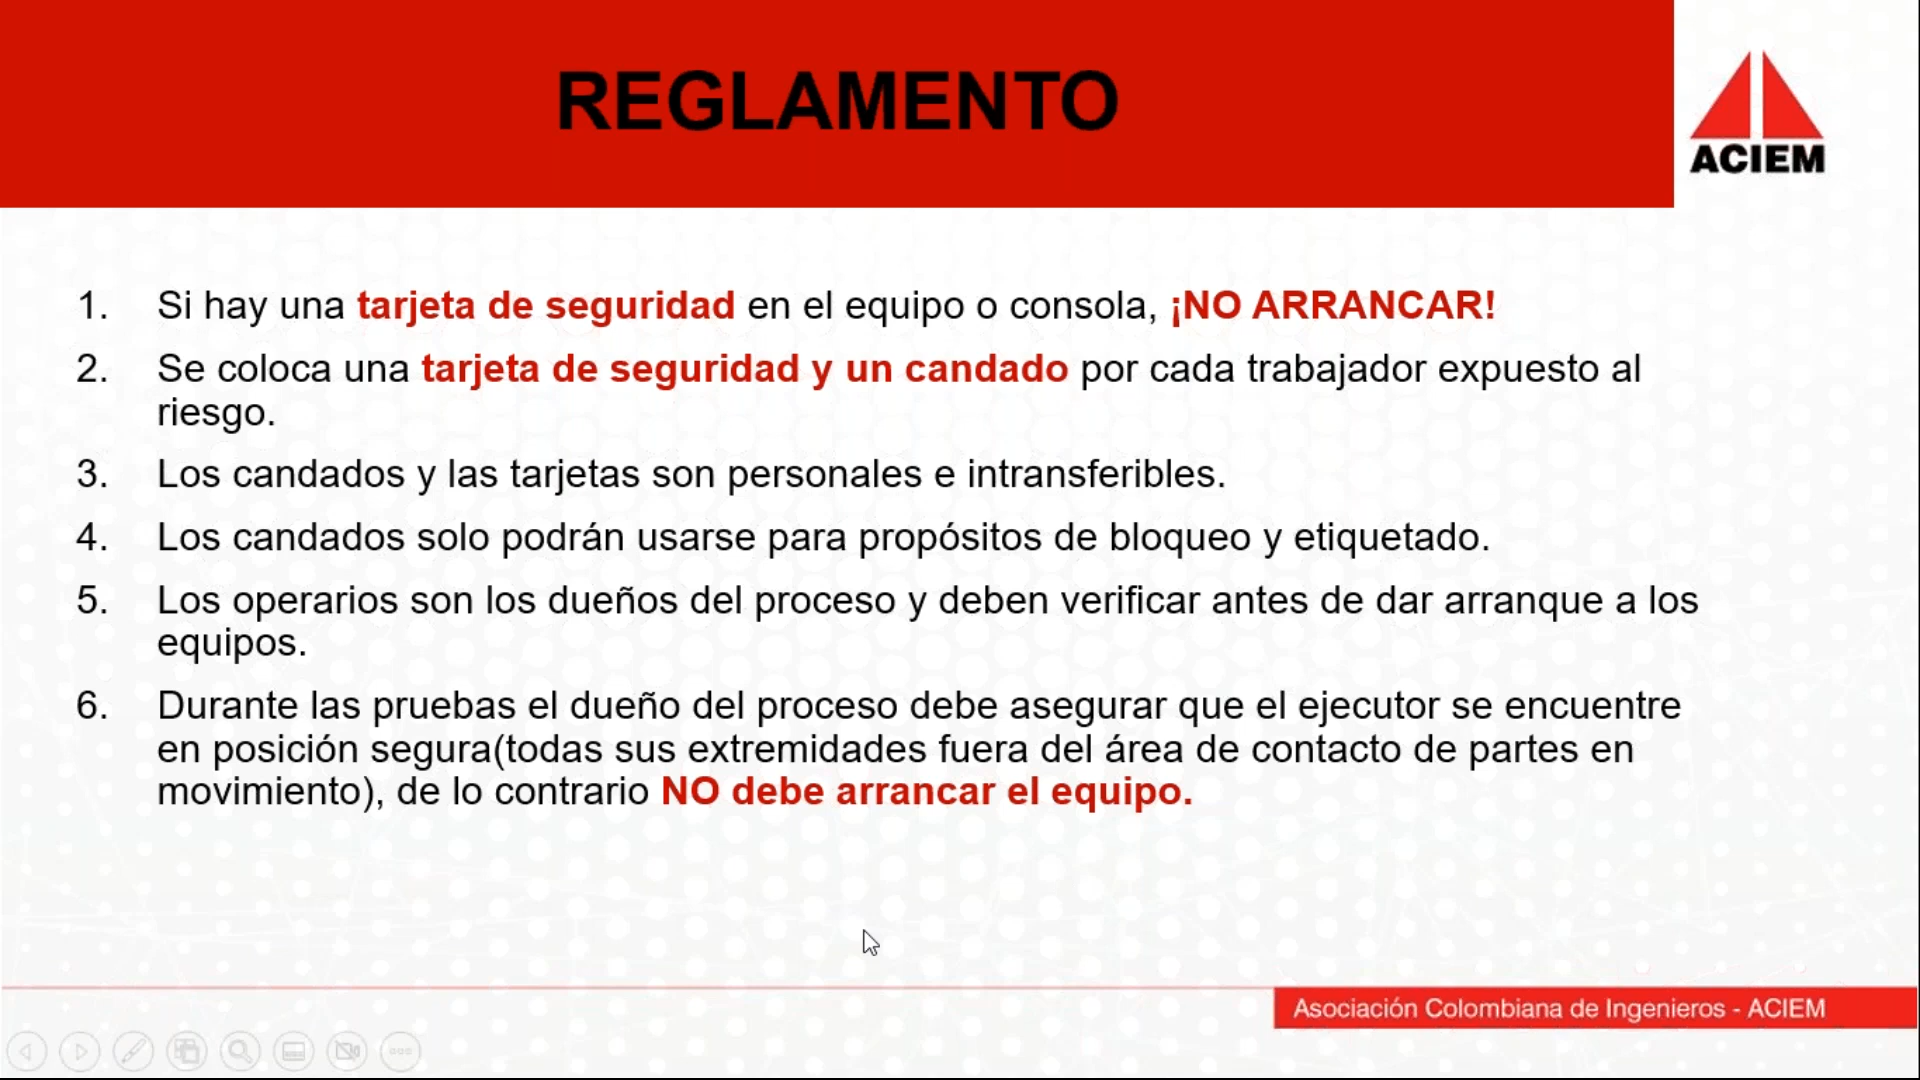 REGLAMENTO
ACIEM
1. Si hay una tarjeta de seguridad en el equipo o consola, ¡NO ARRANCAR!
2. Se coloca una tarjeta de seguridad y un candado por cada trabajador expuesto al
riesgo.
3. Los candados y las tarjetas son personales e intransferibles.
4. Los candados solo podrán usarse para propósitos de bloqueo y etiquetado.
5. Los operarios son los dueños del proceso y deben verificar antes de dar arranque a los
equipos.
6. Durante las pruebas el dueño del proceso debe asegurar que el ejecutor se encuentre
en posición segura(todas sus extremidades fuera del área de contacto de partes en
movimiento), de lo contrario NO debe arrancar el equipo.
Asociación Colombiana de Ingenieros - ACIEM